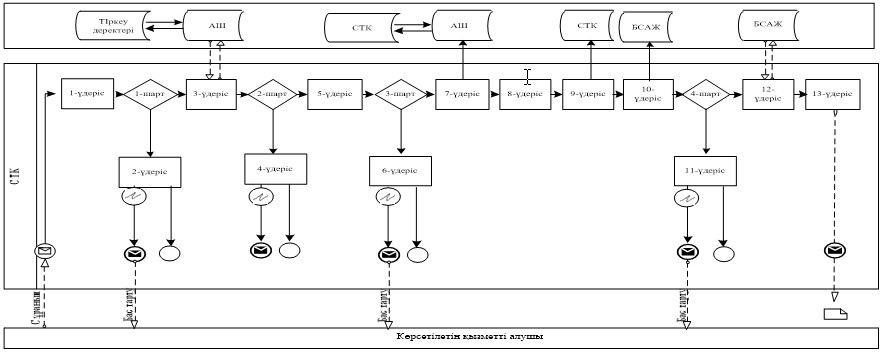 Тіркеу
деректері
АШ
СТК
АШ
СТК
БСАЖ
БСАЖ
1-үдеріс
1-шарт
3-үдеріс
2-шарт
5-үдеріс
3-шарт
7-үдеріс
8-үдеріс
9-үдеріс
10-
үдеріс
4-шарт
12-
үдеріс
13-үдеріс
2-үдеріс
4-үдеріс
6-үдеріс
11-үдеріс
СТК
Сұраныш
Бас тарту
Бас тарту
Бас тарту
Көрсетілетін қызметті алушы